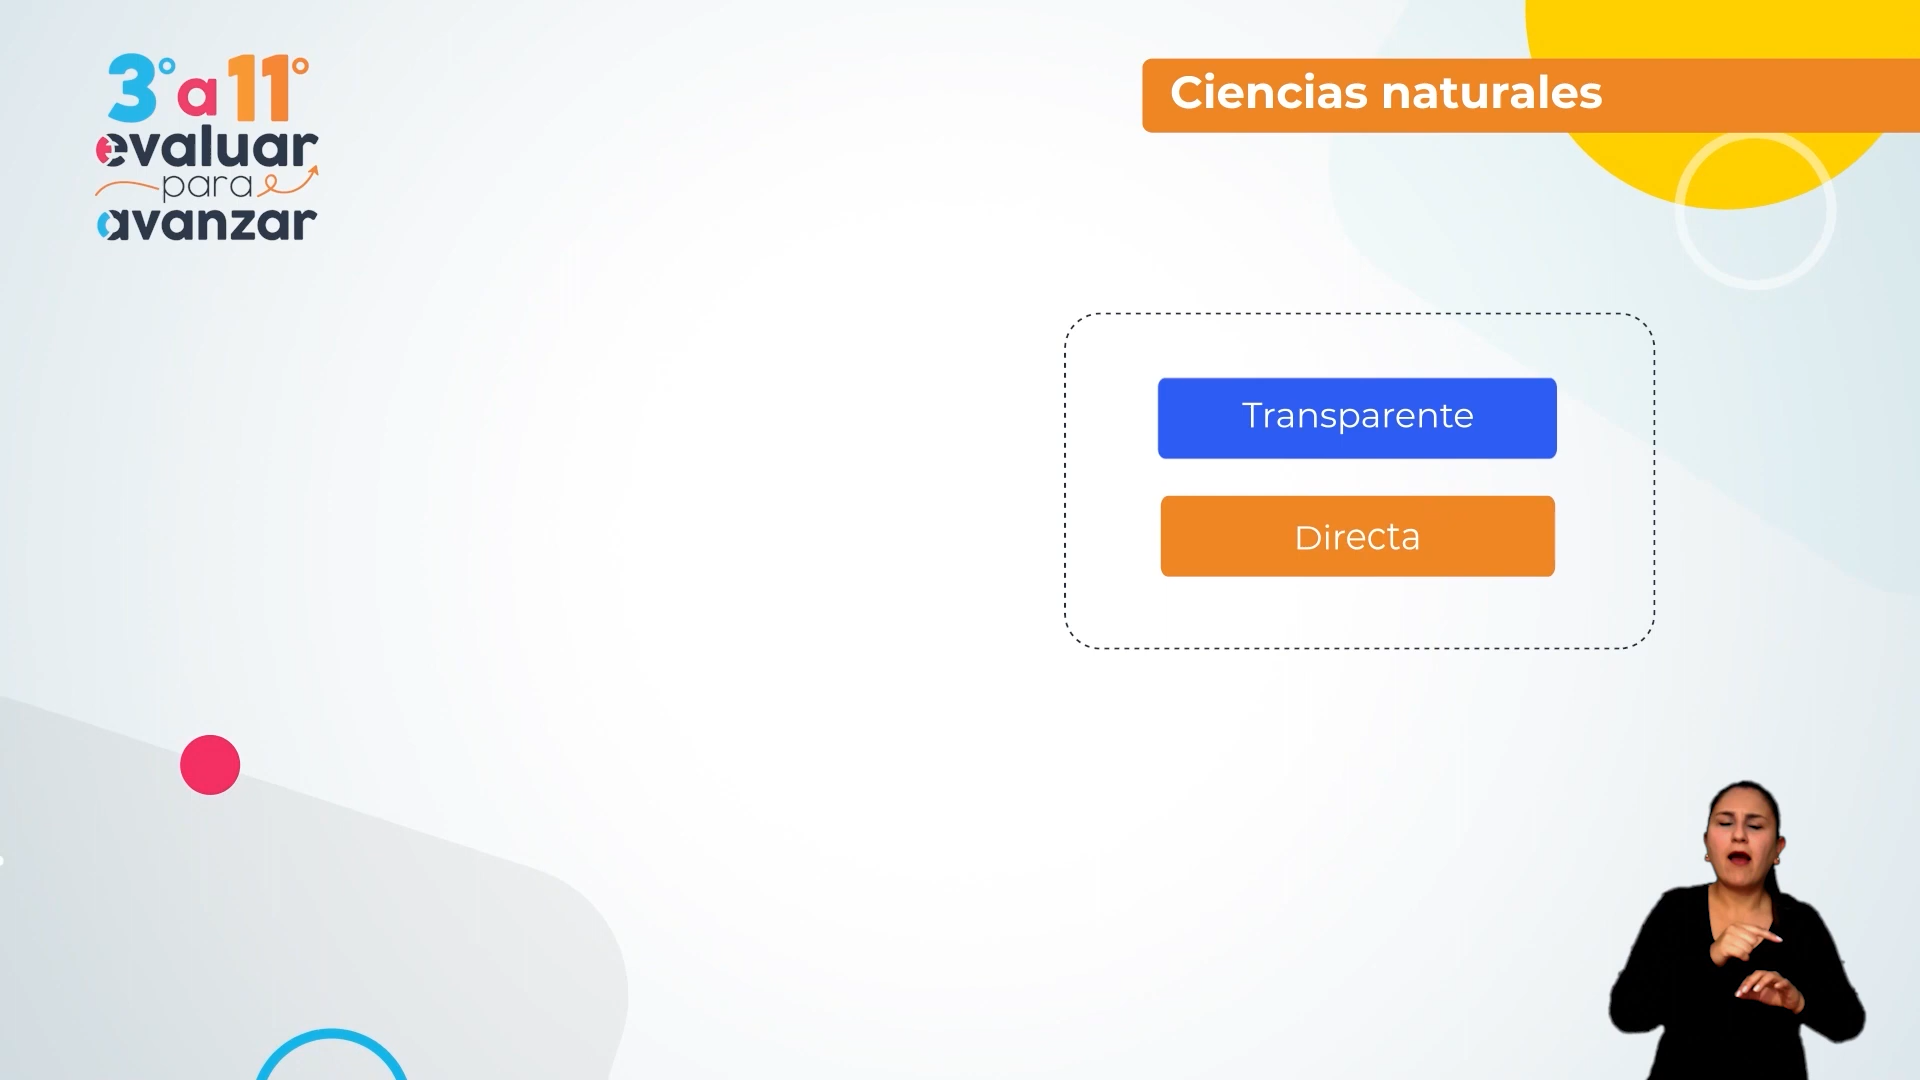 3° a 11°
evaluar
para
avanzar
Ciencias naturales
Transparente
Directa